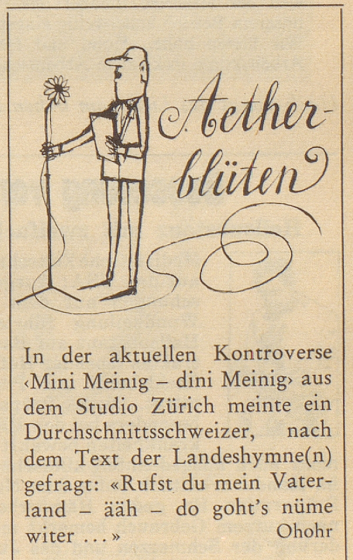 Aether-
blüten
In der aktuellen Kontroverse
‹Mini Meinig – dini Meinig› aus
dem Studio Zürich meinte ein
Durchschnittsschweizer, nach
dem Text der Landeshymne(n)
gefragt: «Rufst du mein Vater-
land – ääh – do goht's nüme
witer ...» Ohohr